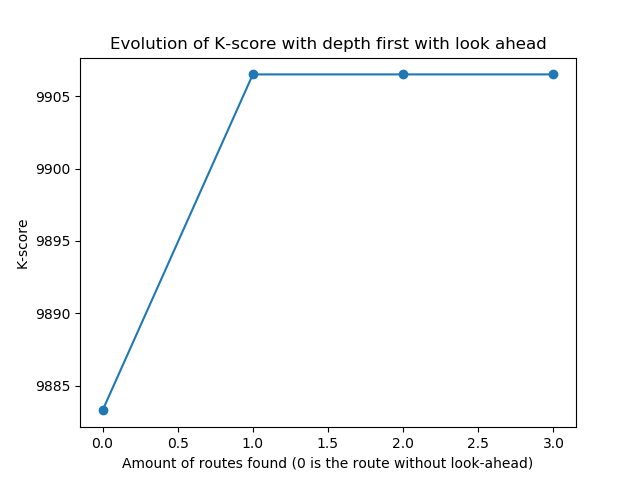 Evolution of K-score with depth first with look ahead
9905
9900
9895
9890
9885
K-score
0.0 0.5 1.0 1.5 2.0 2.5 3.0
Amount of routes found (0 is the route without look-ahead)